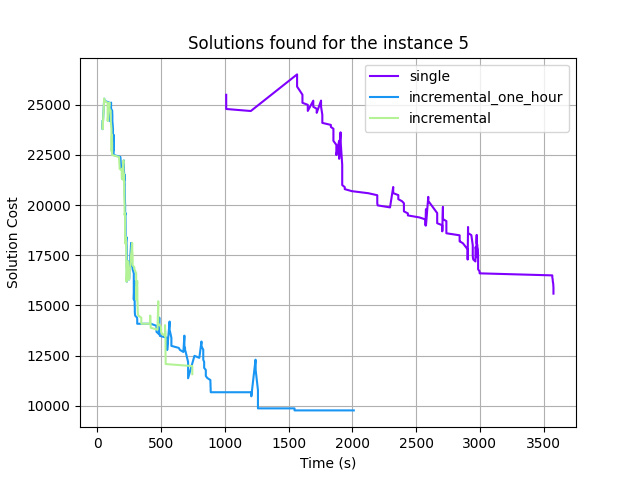 Solutions found for the instance 5
single
incremental_one_hour
incremental
Solution Cost
25000
22500
20000
17500
15000
12500
10000
0 500 1000 1500 2000 2500 3000 3500
Time (s)